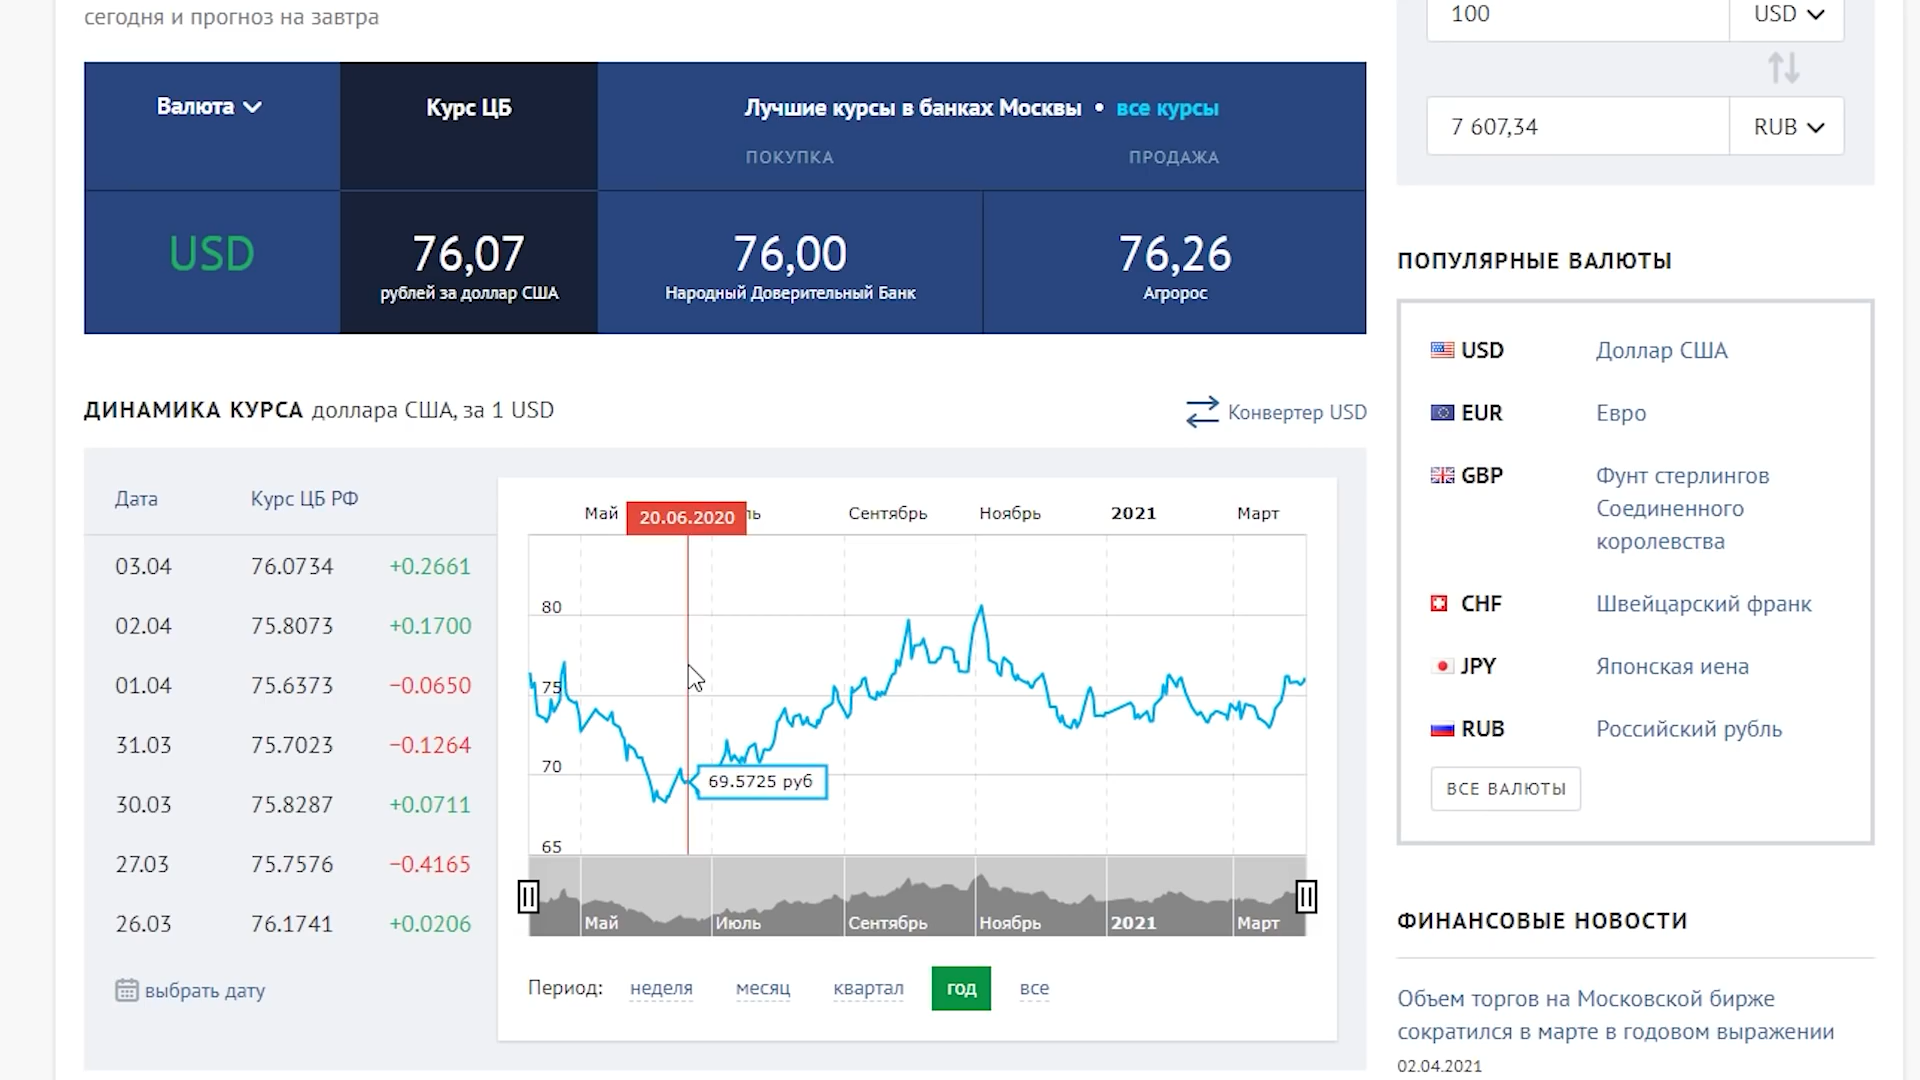 сегодня и прогноз на завтра
Валюта
Курс ЦБ
Лучшие курсы в банках Москвы • все курсы
ПОКУПКА
ПРОДАЖА
USD
76,07
рублей за доллар США
76,00
Народный Доверительный Банк
76,26
Агророс
ДИНАМИКА КУРСА доллара США, за 1 USD
Конвертер USD
Дата Курс ЦБ РФ
03.04 76.0734 +0.2661
02.04 75.8073 +0.1700
01.04 75.6373 −0.0650
31.03 75.7023 −0.1264
30.03 75.8287 +0.0711
27.03 75.7576 −0.4165
26.03 76.1741 +0.0206
выбрать дату
Май 20.06.2020 ль Сентябрь Ноябрь 2021 Март
80
75
70
65
69.5725 руб
Май Июль Сентябрь Ноябрь 2021 Март
Период: неделя месяц квартал год все
100 USD
7 607,34 RUB
ПОПУЛЯРНЫЕ ВАЛЮТЫ
USD Доллар США
EUR Евро
GBP Фунт стерлингов
Соединенного
королевства
CHF Швейцарский франк
JPY Японская иена
RUB Российский рубль
ВСЕ ВАЛЮТЫ
ФИНАНСОВЫЕ НОВОСТИ
Объем торгов на Московской бирже
сократился в марте в годовом выражении
02.04.2021